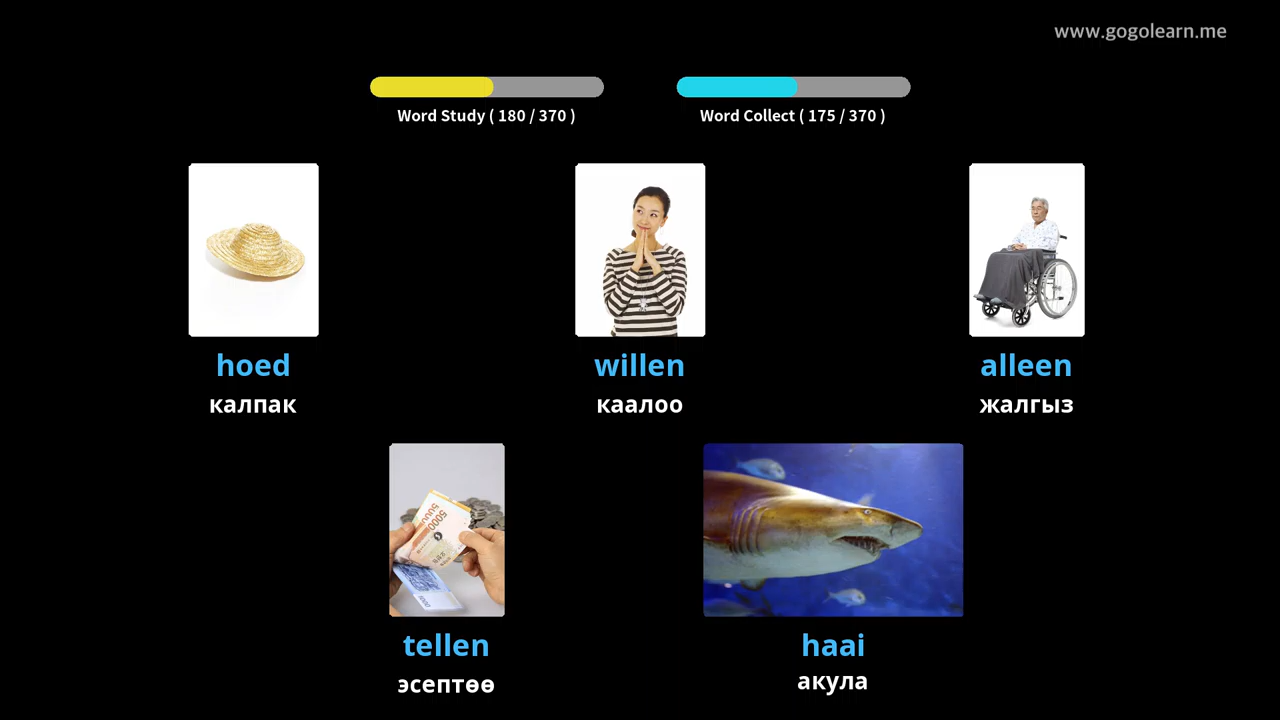 www.gogolearn.me
Word Study ( 180 / 370 )
Word Collect ( 175 / 370 )
hoed
калпак
willen
каалоо
alleen
жалгыз
5000
tellen
эсептөө
haai
акула